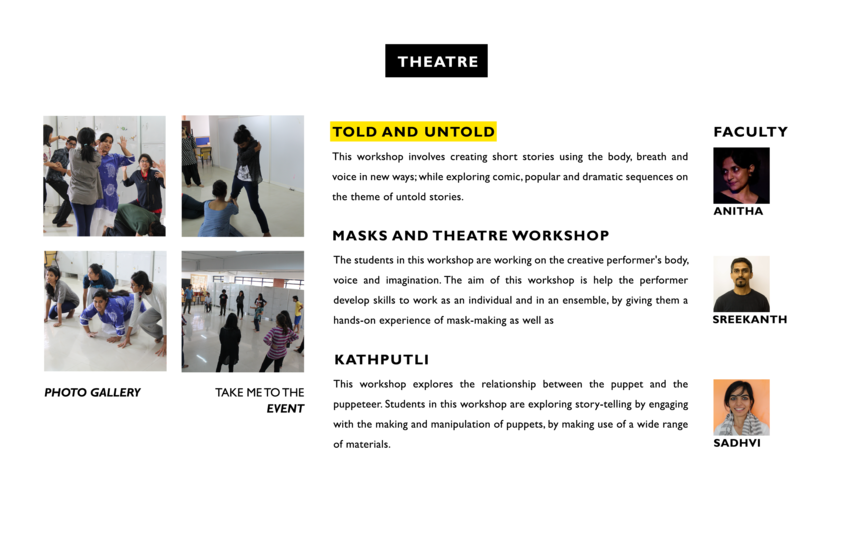 THEATRE
TOLD AND UNTOLD
This workshop involves creating short stories using the body, breath and
voice in new ways; while exploring comic, popular and dramatic sequences on
the theme of untold stories.
MASKS AND THEATRE WORKSHOP
The students in this workshop are working on the creative performer's body,
voice and imagination. The aim of this workshop is help the performer
develop skills to work as an individual and in an ensemble, by giving them a
hands-on experience of mask-making as well as
KATHPUTLI
This workshop explores the relationship between the puppet and the
puppeteer. Students in this workshop are exploring story-telling by engaging
with the making and manipulation of puppets, by making use of a wide range
of materials.
FACULTY
ANITHA
SREEKANTH
SADHVI
PHOTO GALLERY
TAKE ME TO THE
EVENT